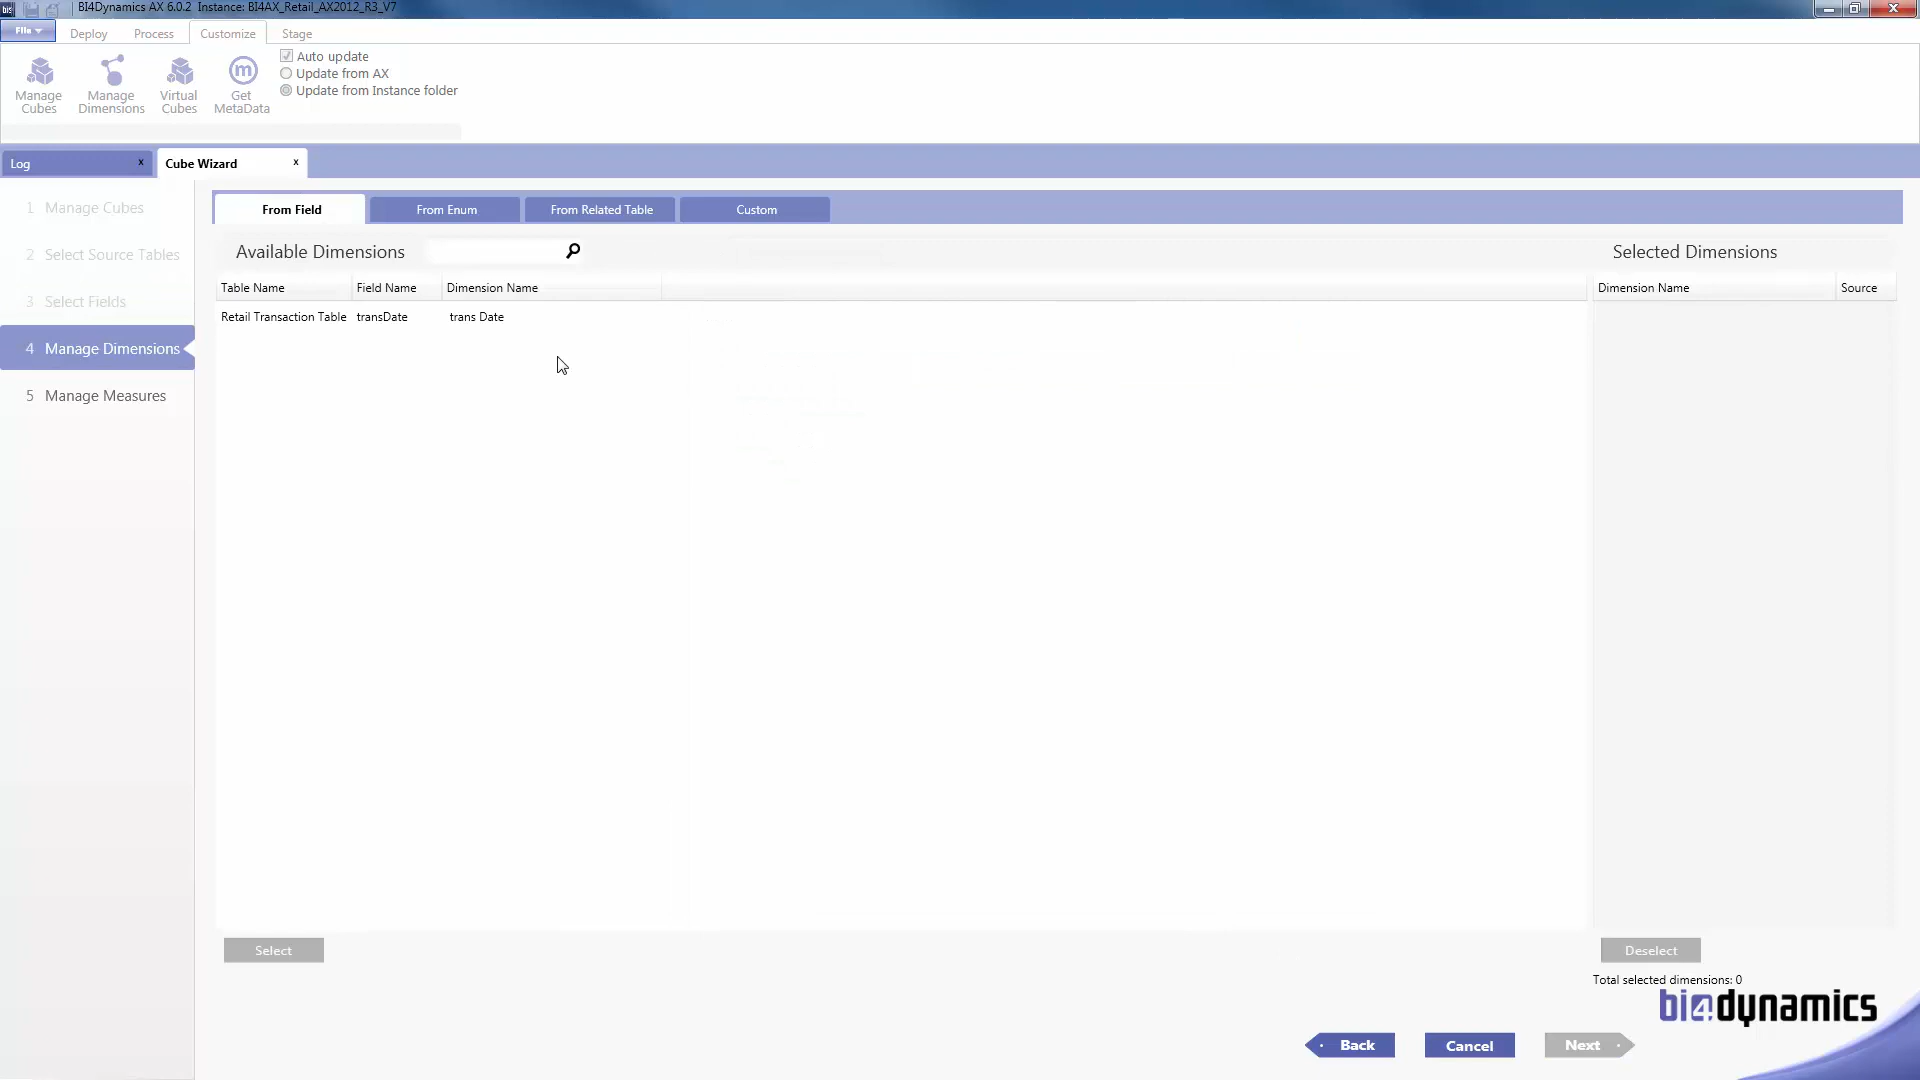 BI4Dynamics AX 6.0.2 Instance: BI4AX_Retail_AX2012_R3_V7
File Deploy Process Customize Stage
Manage Cubes
Manage Dimensions
Virtual Cubes
Get MetaData
Auto update
Update from AX
Update from Instance folder
Log x Cube Wizard x
1 Manage Cubes
2 Select Source Tables
3 Select Fields
4 Manage Dimensions
5 Manage Measures
From Field From Enum From Related Table Custom
Available Dimensions
Table Name Field Name Dimension Name
Retail Transaction Table transDate trans Date
Select
Selected Dimensions
Dimension Name Source
Deselect
Total selected dimensions: 0
bi4dynamics
Back Cancel Next